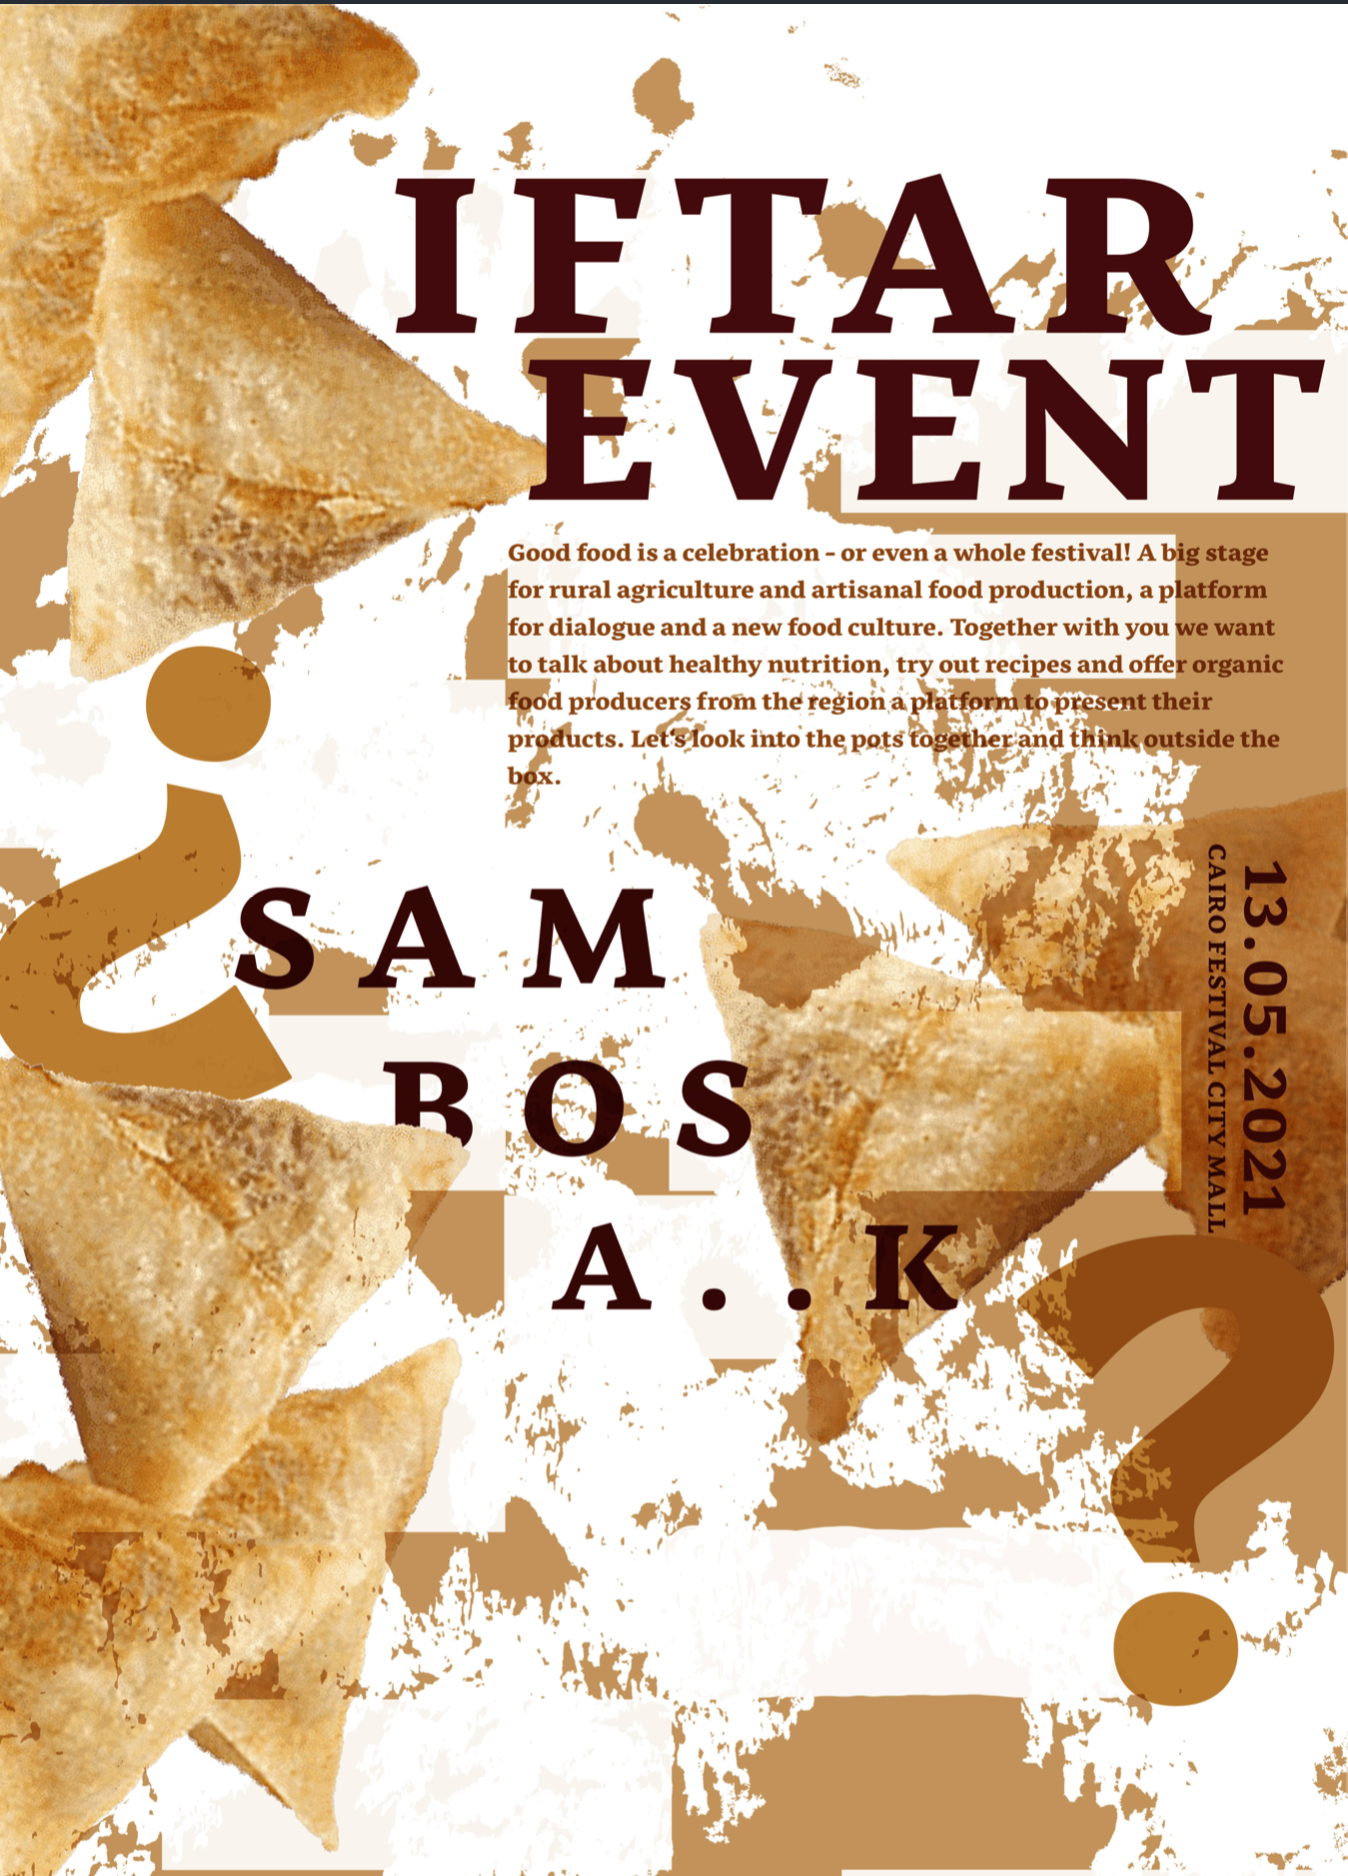 IFTAR
EVENT
Good food is a celebration - or even a whole festival! A big stage
for rural agriculture and artisanal food production, a platform
for dialogue and a new food culture. Together with you we want
to talk about healthy nutrition, try out recipes and offer organic
food producers from the region a platform to present their
products. Let's look into the pots together and think outside the
box.
13.05.2021
CAIRO FESTIVAL CITY MALL
¿
SAM
BOS
A..K
?